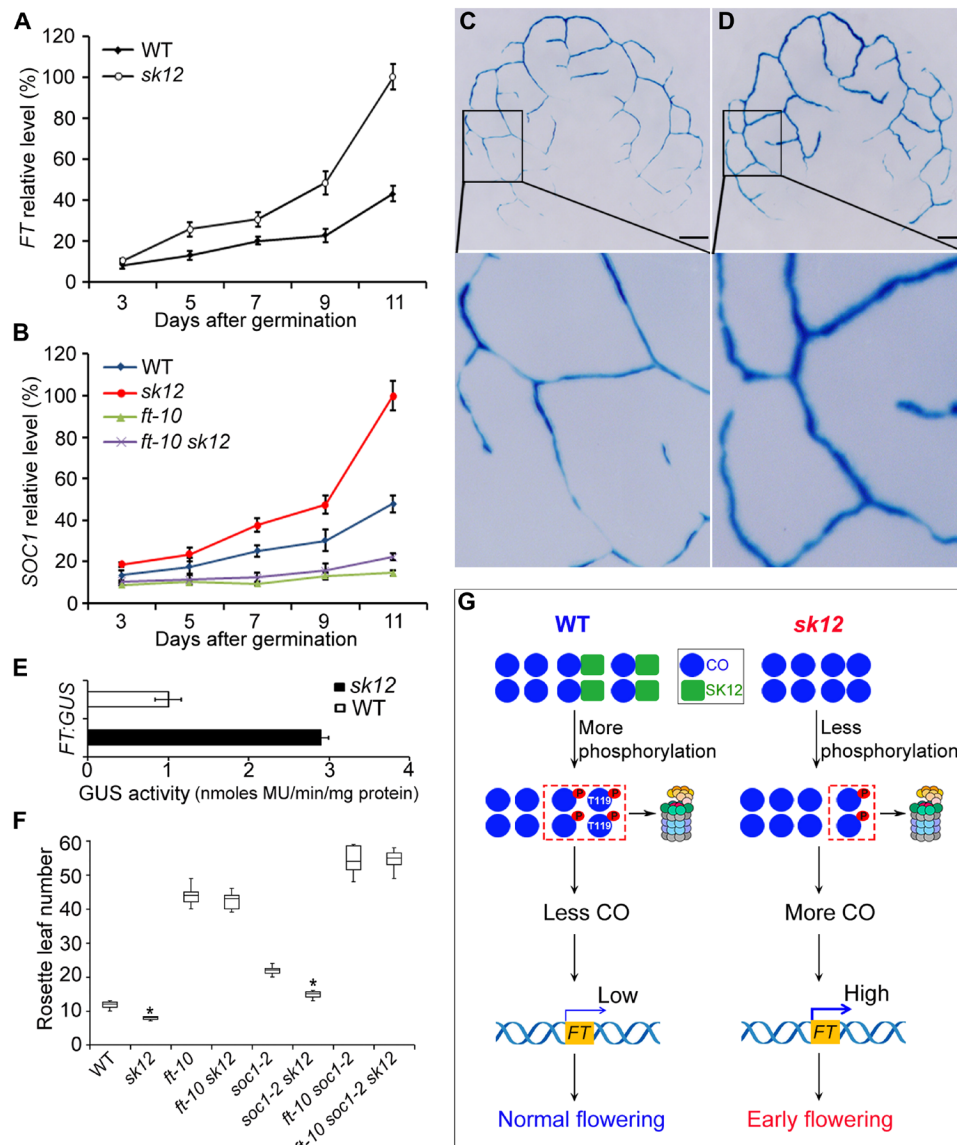 A
120
100
80
60
40
20
0
FT relative level (%)
WT
sk12
3 5 7 9 11
Days after germination
B
120
100
80
60
40
20
0
SOC1 relative level (%)
WT
sk12
ft-10
ft-10 sk12
3 5 7 9 11
Days after germination
C
D
E
FT:GUS
sk12
WT
0 1 2 3 4
GUS activity (nmoles MU/min/mg protein)
F
60
50
40
30
20
10
0
Rosette leaf number
*
*
WT
sk12
ft-10
ft-10 sk12
soc1-2
soc1-2 sk12
ft-10 soc1-2
ft-10 soc1-2 sk12
G
WT
sk12
CO
SK12
More
phosphorylation
Less
phosphorylation
P P
T119
P P
T119
P
P
Less CO
More CO
Low
FT
High
FT
Normal flowering
Early flowering